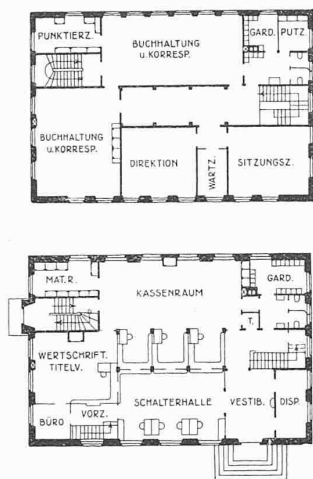 PUNKTIERZ.
BUCHHALTUNG
u. KORRESP.
GARD.
PUTZ.
BUCHHALTUNG
u. KORRESP.
DIREKTION
WARTZ.
SITZUNGSZ.
MAT. R.
KASSENRAUM
GARD.
T.
WERTSCHRIFT.
TITELV.
BÜRO
VORZ.
SCHALTERHALLE
VESTIB.
DISP.